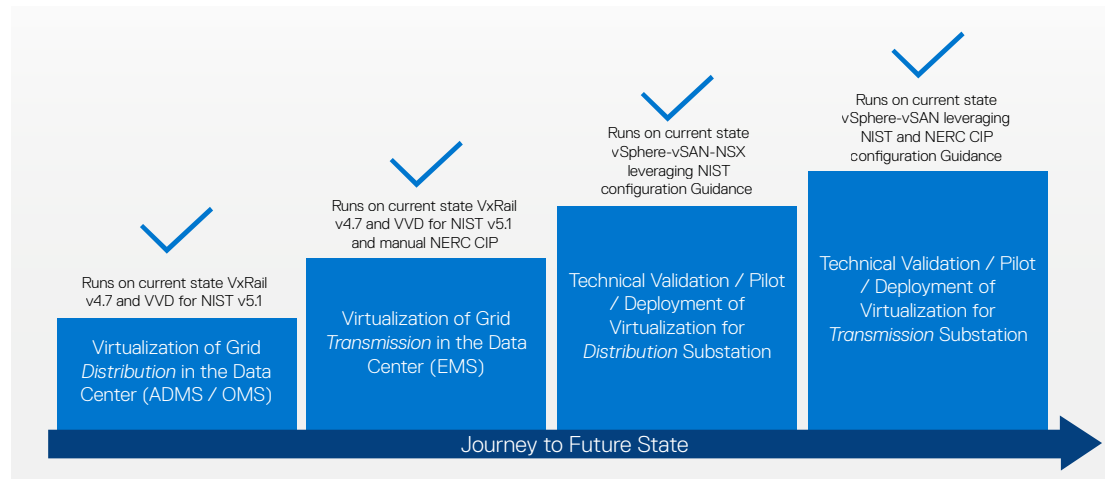 Runs on current state VxRail
v4.7 and VVD for NIST v5.1
Virtualization of Grid
Distribution in the Data
Center (ADMS / OMS)
Runs on current state VxRail
v4.7 and VVD for NIST v5.1
and manual NERC CIP
Virtualization of Grid
Transmission in the Data
Center (EMS)
Runs on current state
vSphere-vSAN-NSX
leveraging NIST
configuration Guidance
Technical Validation / Pilot
/ Deployment of
Virtualization for
Distribution Substation
Runs on current state
vSphere-vSAN leveraging
NIST and NERC CIP
configuration Guidance
Technical Validation / Pilot
/ Deployment of
Virtualization for
Transmission Substation
Journey to Future State